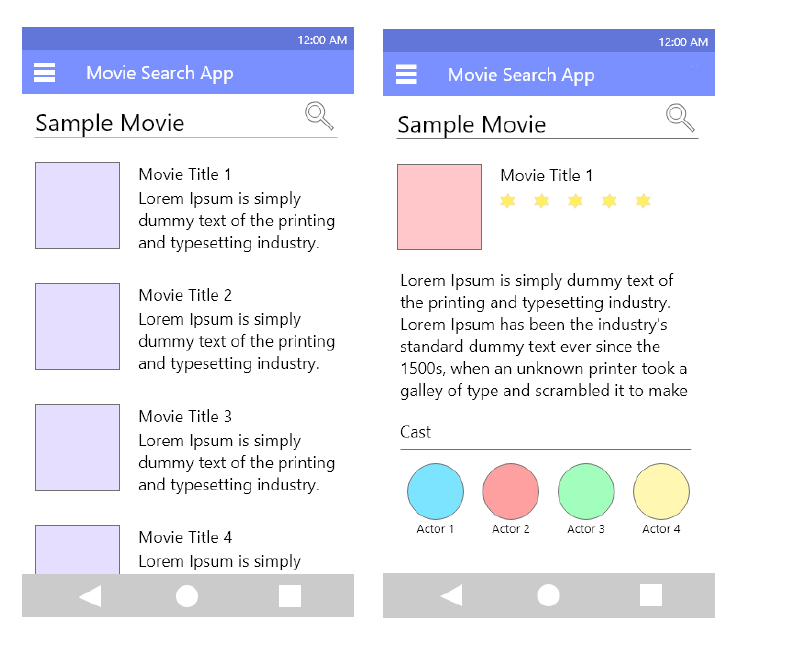 12:00 AM
Movie Search App
Sample Movie
Movie Title 1
Lorem Ipsum is simply
dummy text of the printing
and typesetting industry.
Movie Title 2
Lorem Ipsum is simply
dummy text of the printing
and typesetting industry.
Movie Title 3
Lorem Ipsum is simply
dummy text of the printing
and typesetting industry.
Movie Title 4
Lorem Ipsum is simply
12:00 AM
Movie Search App
Sample Movie
Movie Title 1
Lorem Ipsum is simply dummy text of
the printing and typesetting industry.
Lorem Ipsum has been the industry's
standard dummy text ever since the
1500s, when an unknown printer took a
galley of type and scrambled it to make
Cast
Actor 1 Actor 2 Actor 3 Actor 4